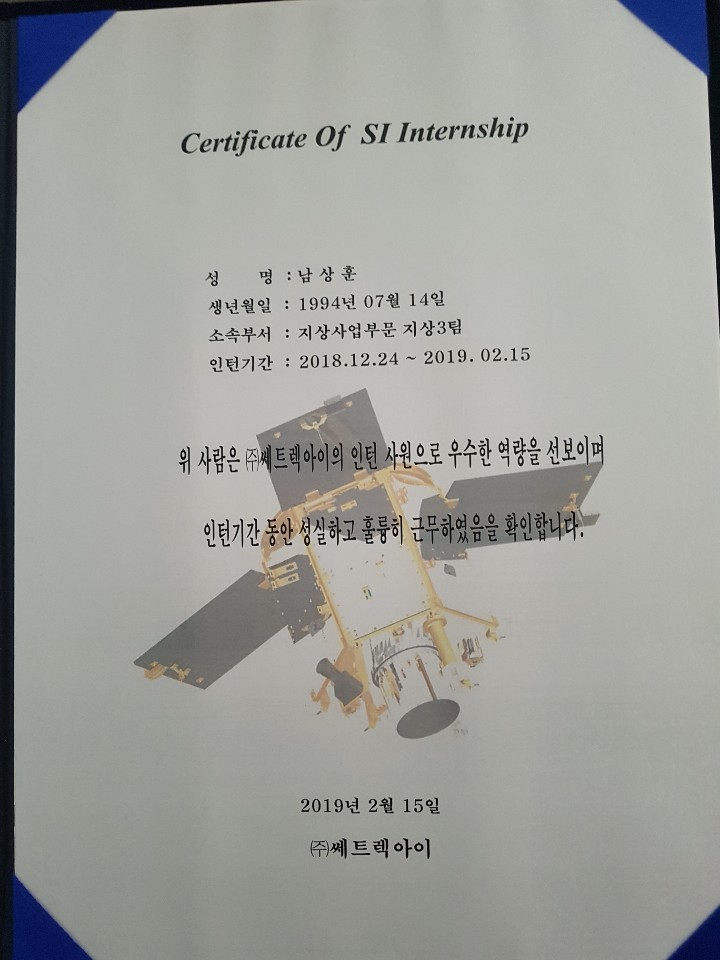 Certificate Of SI Internship
성 명 : 남 상 훈
생년월일 : 1994년 07월 14일
소속부서 : 지상사업부문 지상3팀
인턴기간 : 2018.12.24 ~ 2019. 02.15
위 사람은 ㈜쎄트렉아이의 인턴 사원으로 우수한 역량을 선보이며
인턴기간 동안 성실하고 훌륭히 근무하였음을 확인합니다.
2019년 2월 15일
㈜쎄트렉아이